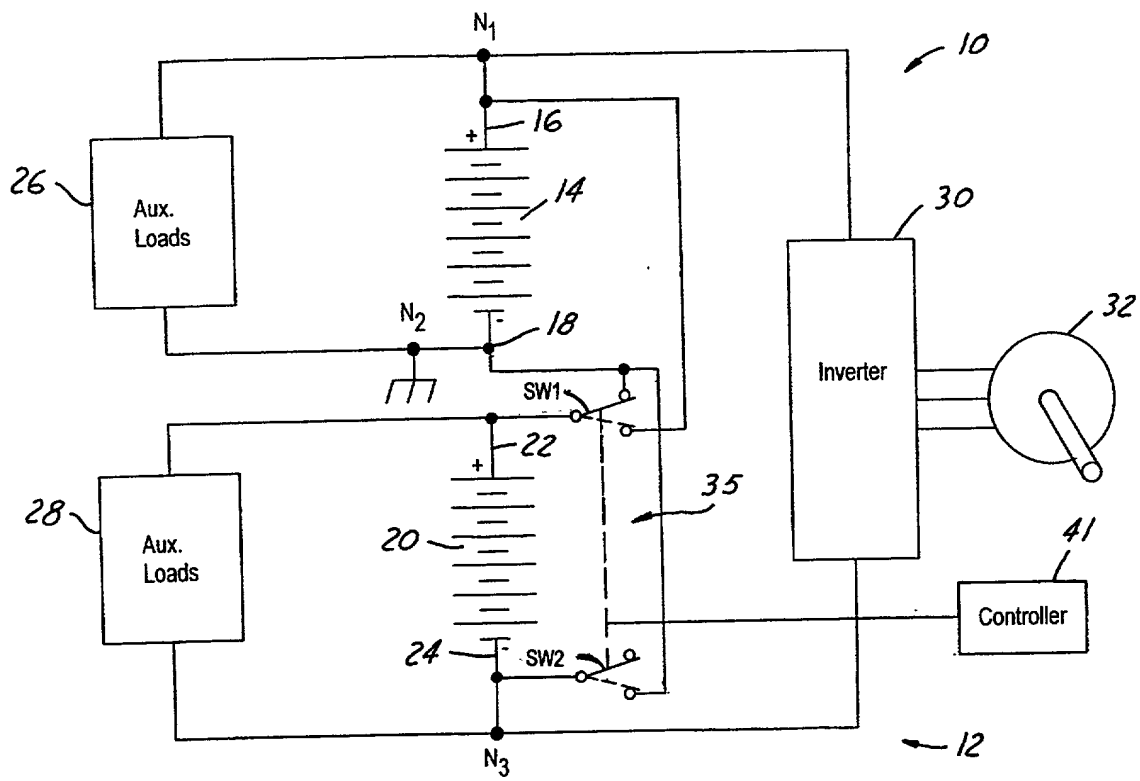 N1
10
16
+
26
Aux.
Loads
14
30
-
N2
18
32
Inverter
SW1
22
+
35
28
Aux.
Loads
20
41
Controller
24
-
SW2
N3
12